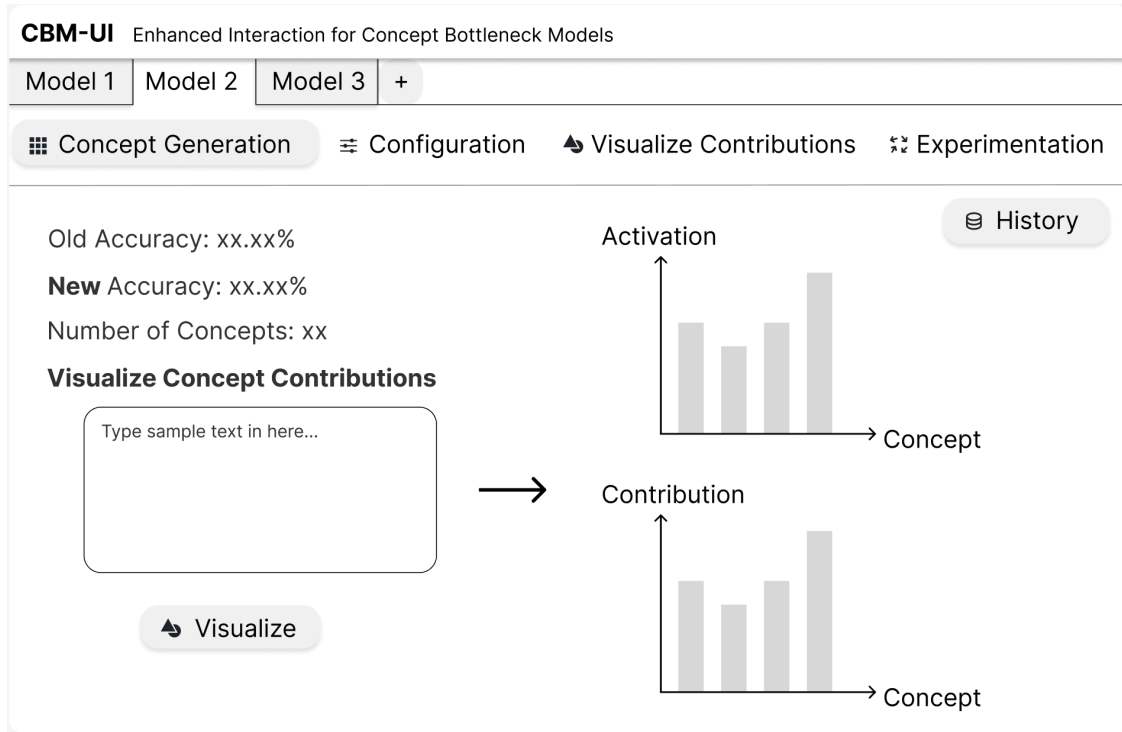 CBM-UI Enhanced Interaction for Concept Bottleneck Models
Model 1 Model 2 Model 3 +
Concept Generation Configuration Visualize Contributions Experimentation
History
Old Accuracy: xx.xx%
New Accuracy: xx.xx%
Number of Concepts: xx
Visualize Concept Contributions
Type sample text in here...
Visualize
Activation
Concept
Contribution
Concept